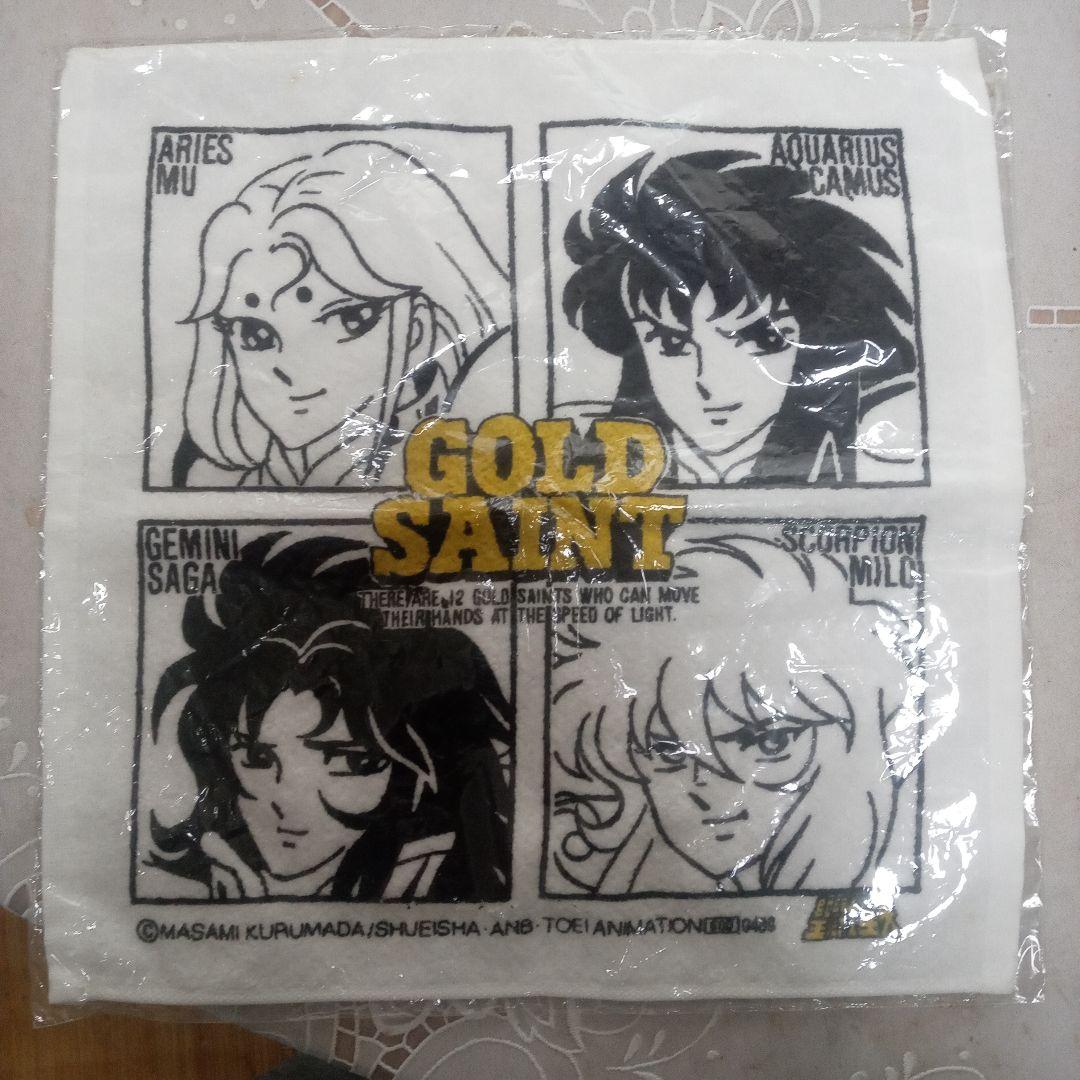 ARIES
MU
AQUARIUS
CAMUS
GOLD
SAINT
GEMINI
SAGA
SCORPION
MILO
THERE ARE 12 GOLD SAINTS WHO CAN MOVE
THEIR HANDS AT THE SPEED OF LIGHT.
©MASAMI KURUMADA/SHUEISHA·ANB·TOEI ANIMATION